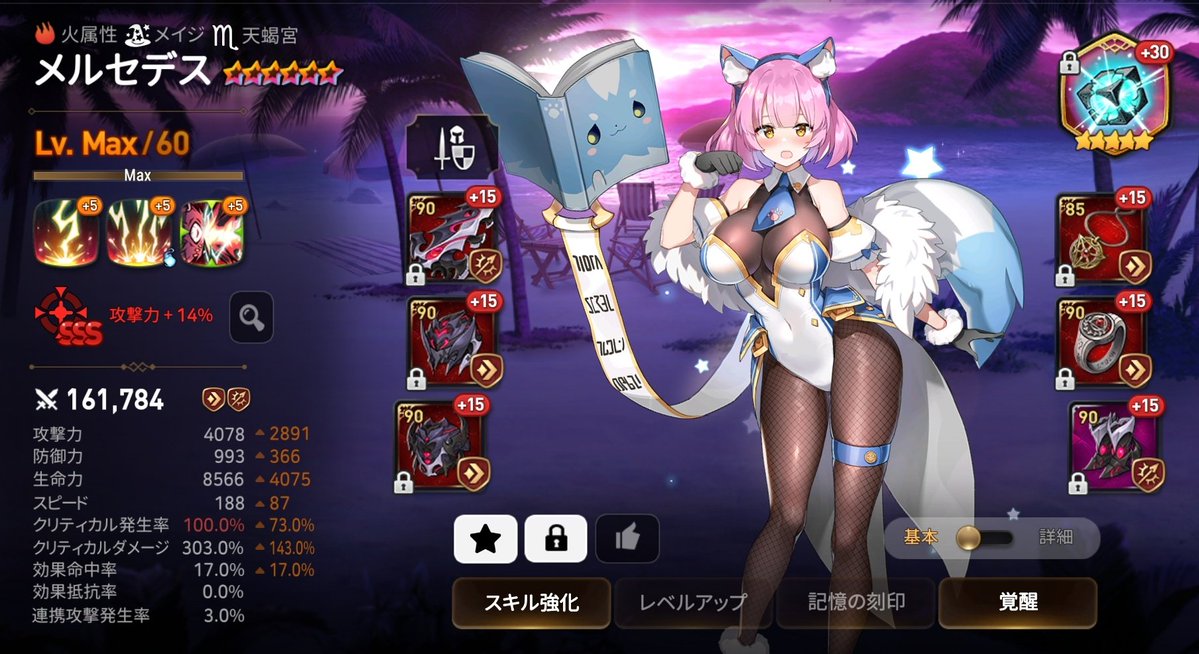 火属性 メイジ 天蝎宮
メルセデス
Lv. Max/60
Max
+5 +5 +5
SSS 攻撃力+14%
161,784
攻撃力 4078 2891
防御力 993 366
生命力 8566 4075
スピード 188 87
クリティカル発生率 100.0% 73.0%
クリティカルダメージ 303.0% 143.0%
効果命中率 17.0% 17.0%
効果抵抗率 0.0%
連携攻撃発生率 3.0%
90 +15
90 +15
90 +15
+30
85 +15
90 +15
90 +15
基本 詳細
スキル強化 レベルアップ 記憶の刻印 覚醒